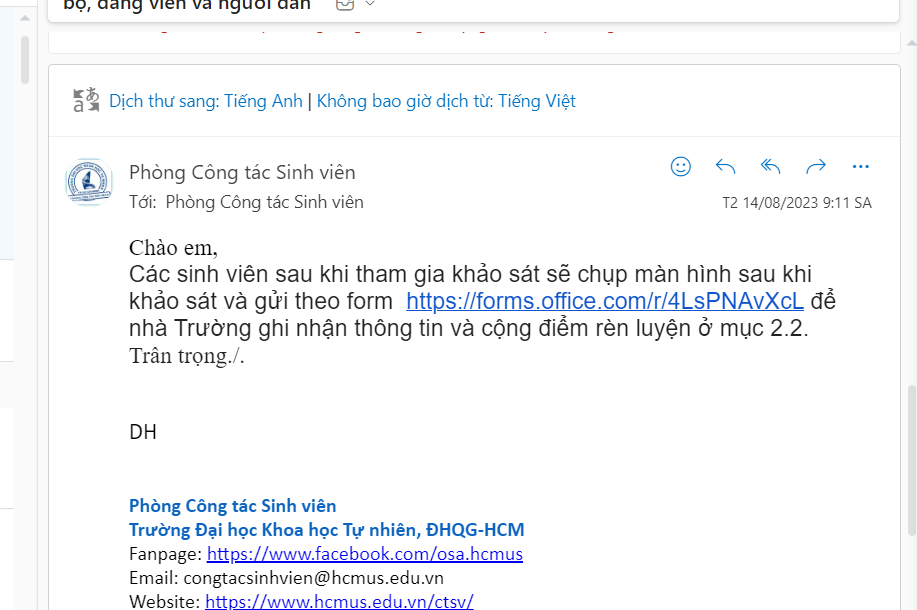 bộ, đảng viên và người dân
Dịch thư sang: Tiếng Anh | Không bao giờ dịch từ: Tiếng Việt
Phòng Công tác Sinh viên
Tới: Phòng Công tác Sinh viên
T2 14/08/2023 9:11 SA
Chào em,
Các sinh viên sau khi tham gia khảo sát sẽ chụp màn hình sau khi
khảo sát và gửi theo form https://forms.office.com/r/4LsPNAvXcL để
nhà Trường ghi nhận thông tin và cộng điểm rèn luyện ở mục 2.2.
Trân trọng./.
DH
Phòng Công tác Sinh viên
Trường Đại học Khoa học Tự nhiên, ĐHQG-HCM
Fanpage: https://www.facebook.com/osa.hcmus
Email: congtacsinhvien@hcmus.edu.vn
Website: https://www.hcmus.edu.vn/ctsv/